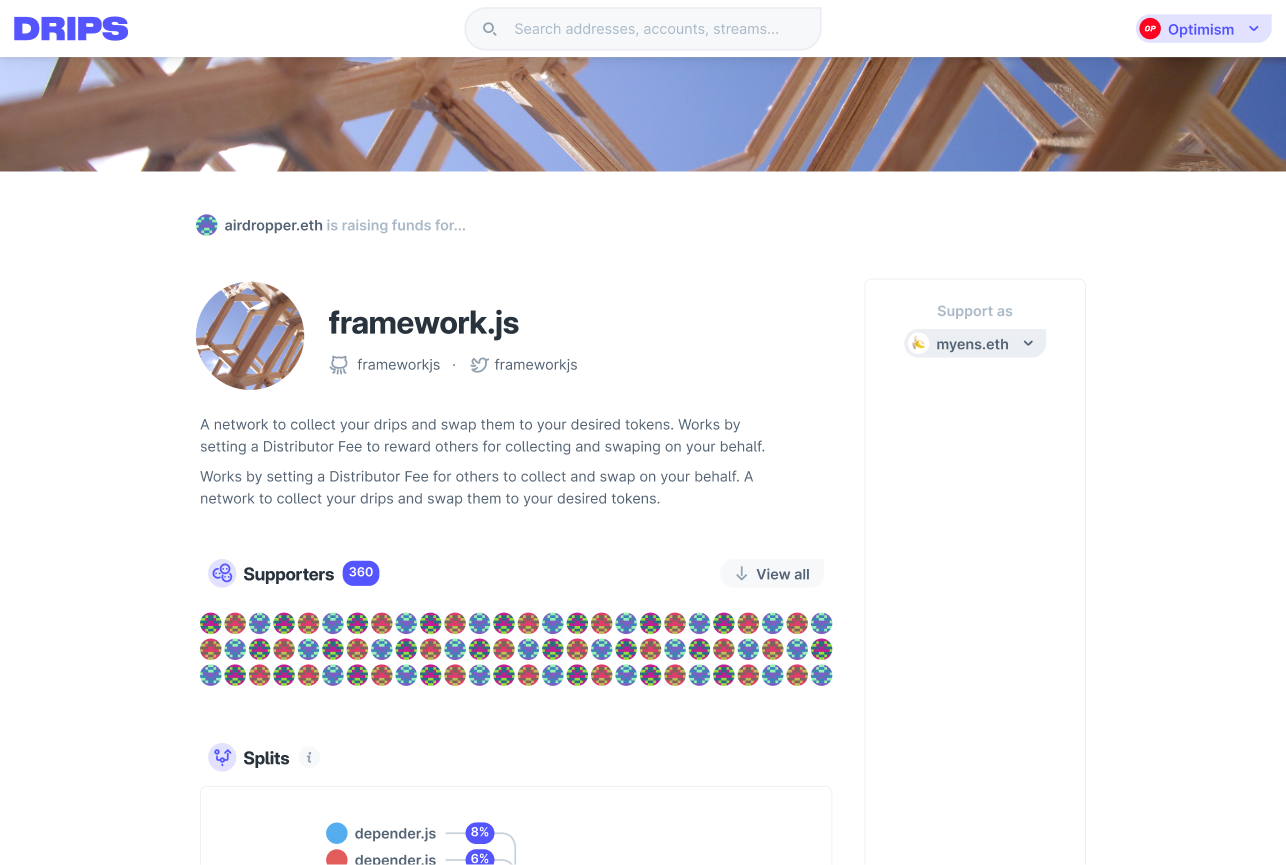 DRIPS
Search addresses, accounts, streams...
OP Optimism
airdropper.eth is raising funds for...
framework.js
frameworkjs · frameworkjs
A network to collect your drips and swap them to your desired tokens. Works by
setting a Distributor Fee to reward others for collecting and swaping on your behalf.
Works by setting a Distributor Fee for others to collect and swap on your behalf. A
network to collect your drips and swap them to your desired tokens.
Support as
myens.eth
Supporters 360
View all
Splits i
depender.js 8%
depender.js 6%